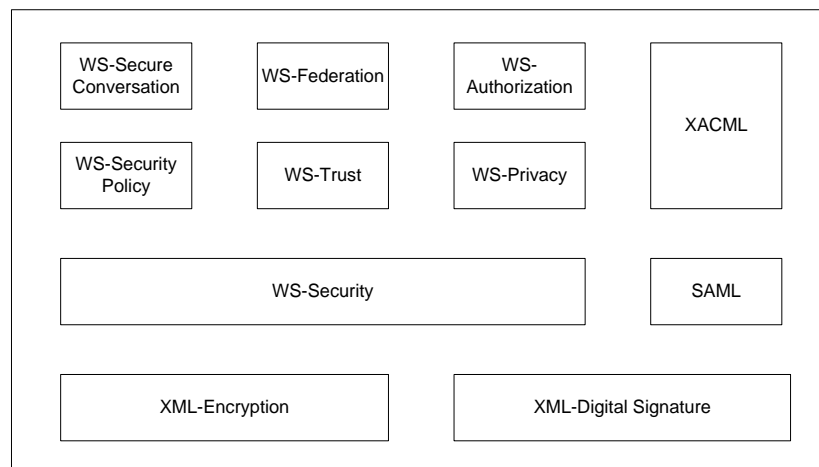 WS-Secure
Conversation
WS-Federation
WS-
Authorization
XACML
WS-Security
Policy
WS-Trust
WS-Privacy
WS-Security
SAML
XML-Encryption
XML-Digital Signature